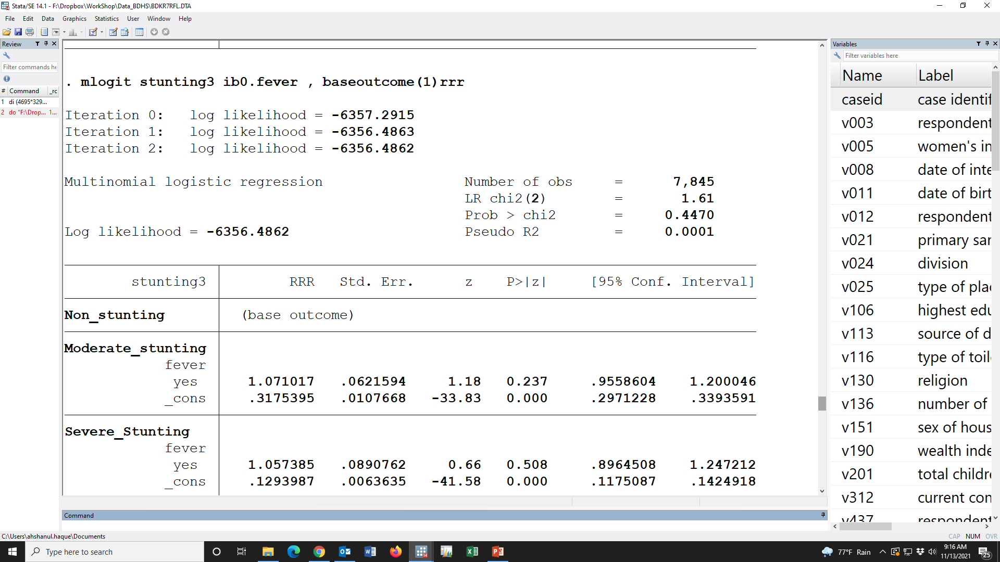 Stata/SE 14.1 - F:\Dropbox\WorkShop\Data_BDHS\BDKR7RFL.DTA
File Edit Data Graphics Statistics User Window Help
Review
Filter commands he
# Command _rc
1 di (4695*329...
2 do "F:\Drop... 1...
. mlogit stunting3 ib0.fever , baseoutcome(1)rrr
Iteration 0: log likelihood = -6357.2915
Iteration 1: log likelihood = -6356.4863
Iteration 2: log likelihood = -6356.4862
Multinomial logistic regression Number of obs = 7,845
LR chi2(2) = 1.61
Prob > chi2 = 0.4470
Log likelihood = -6356.4862 Pseudo R2 = 0.0001
stunting3 RRR Std. Err. z P>|z| [95% Conf. Interval]
Non_stunting (base outcome)
Moderate_stunting
fever
yes 1.071017 .0621594 1.18 0.237 .9558604 1.200046
_cons .3175395 .0107668 -33.83 0.000 .2971228 .3393591
Severe_Stunting
fever
yes 1.057385 .0890762 0.66 0.508 .8964508 1.247212
_cons .1293987 .0063635 -41.58 0.000 .1175087 .1424918
Command
Variables
Filter variables here
Name Label
caseid case identif
v003 respondent
v005 women's in
v008 date of inte
v011 date of birt
v012 respondent
v021 primary sar
v024 division
v025 type of plac
v106 highest edu
v113 source of d
v116 type of toil
v130 religion
v136 number of
v151 sex of hous
v190 wealth inde
v201 total childre
v312 current con
v437 respondent
C:\Users\ahshanul.haque\Documents
CAP NUM OVR
Type here to search
14
77°F Rain
9:16 AM
11/13/2021
25